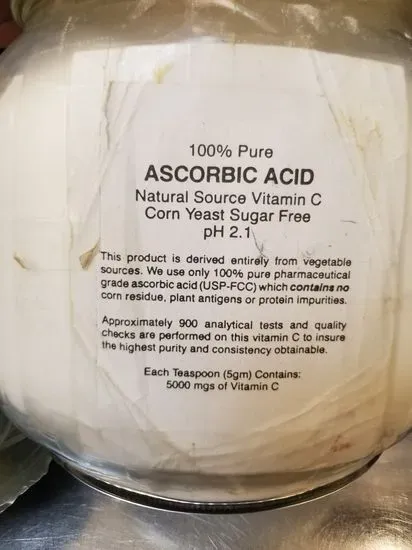 100% Pure
ASCORBIC ACID
Natural Source Vitamin C
Corn Yeast Sugar Free
pH 2.1
This product is derived entirely from vegetable
sources. We use only 100% pure pharmaceutical
grade ascorbic acid (USP-FCC) which contains no
corn residue, plant antigens or protein impurities.
Approximately 900 analytical tests and quality
checks are performed on this vitamin C to insure
the highest purity and consistency obtainable.
Each Teaspoon (5gm) Contains:
5000 mgs of Vitamin C